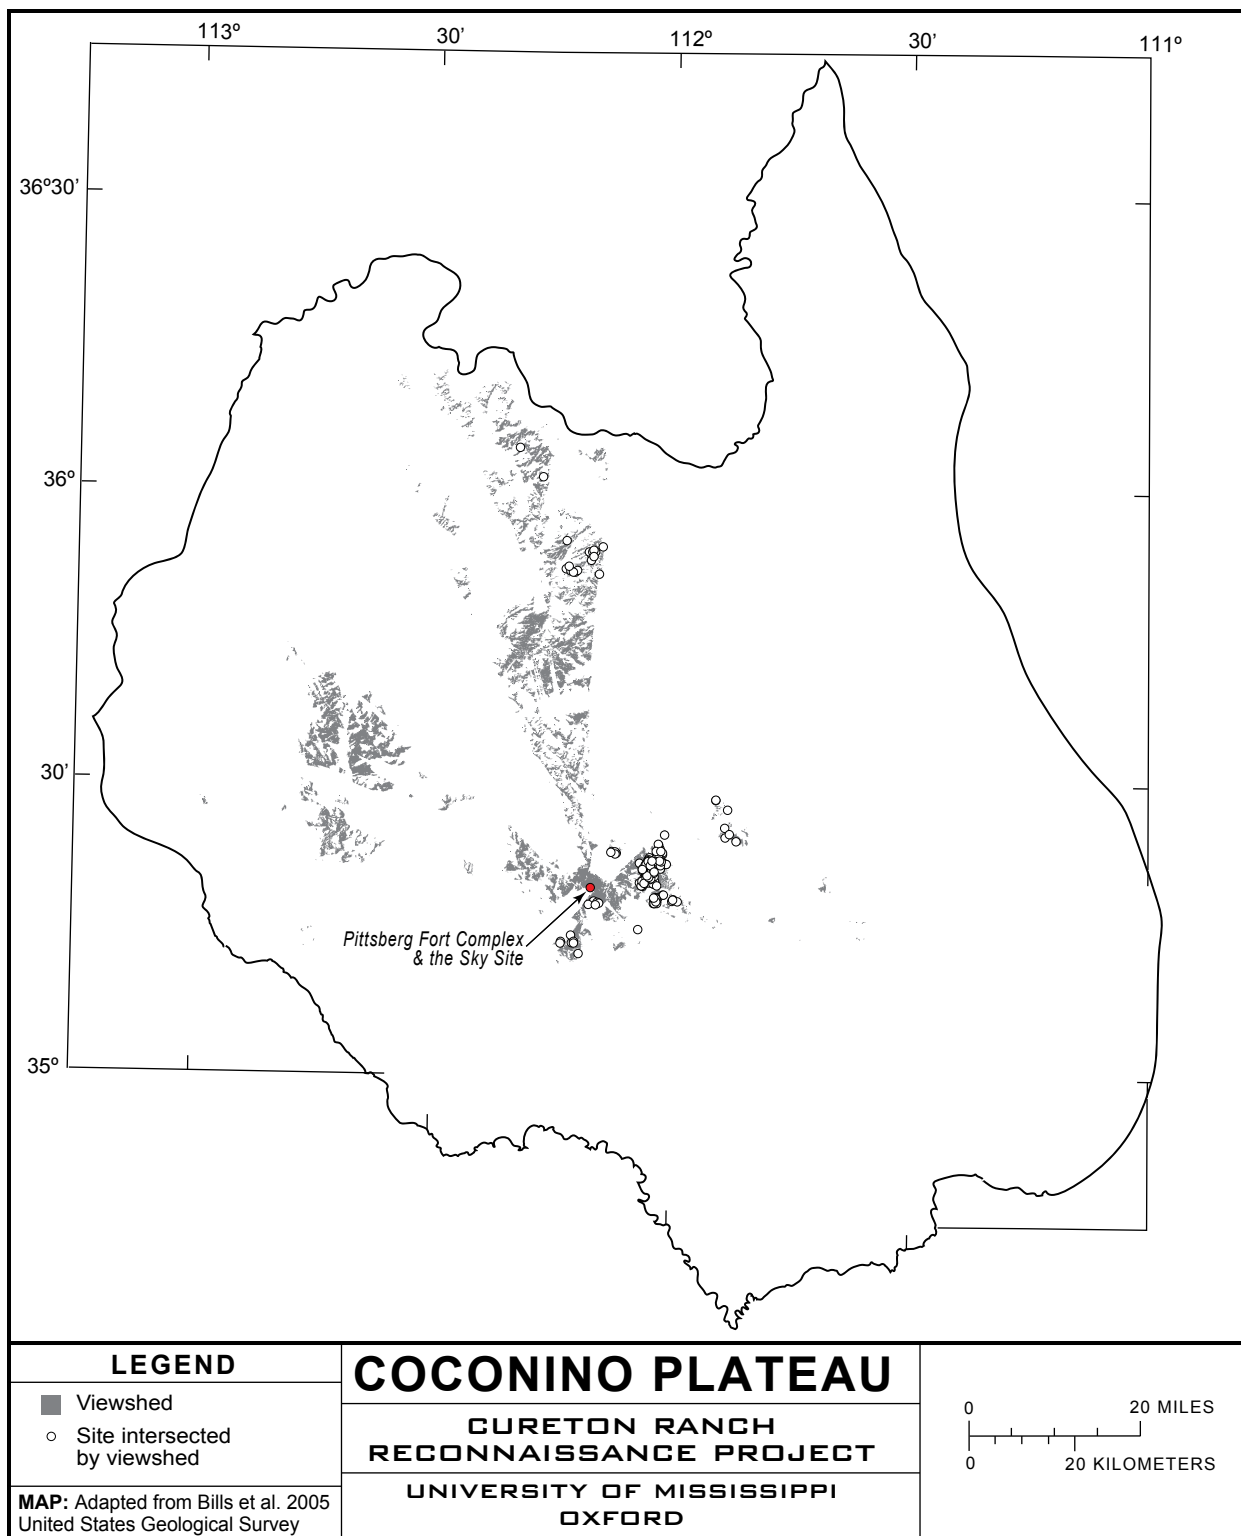 113º 30’ 112º 30’ 111º
36º30’
36º
30’
35º
Pittsberg Fort Complex
& the Sky Site
LEGEND
Viewshed
Site intersected
by viewshed
MAP: Adapted from Bills et al. 2005
United States Geological Survey
COCONINO PLATEAU
CURETON RANCH
RECONNAISSANCE PROJECT
UNIVERSITY OF MISSISSIPPI
OXFORD
0 20 MILES
0 20 KILOMETERS